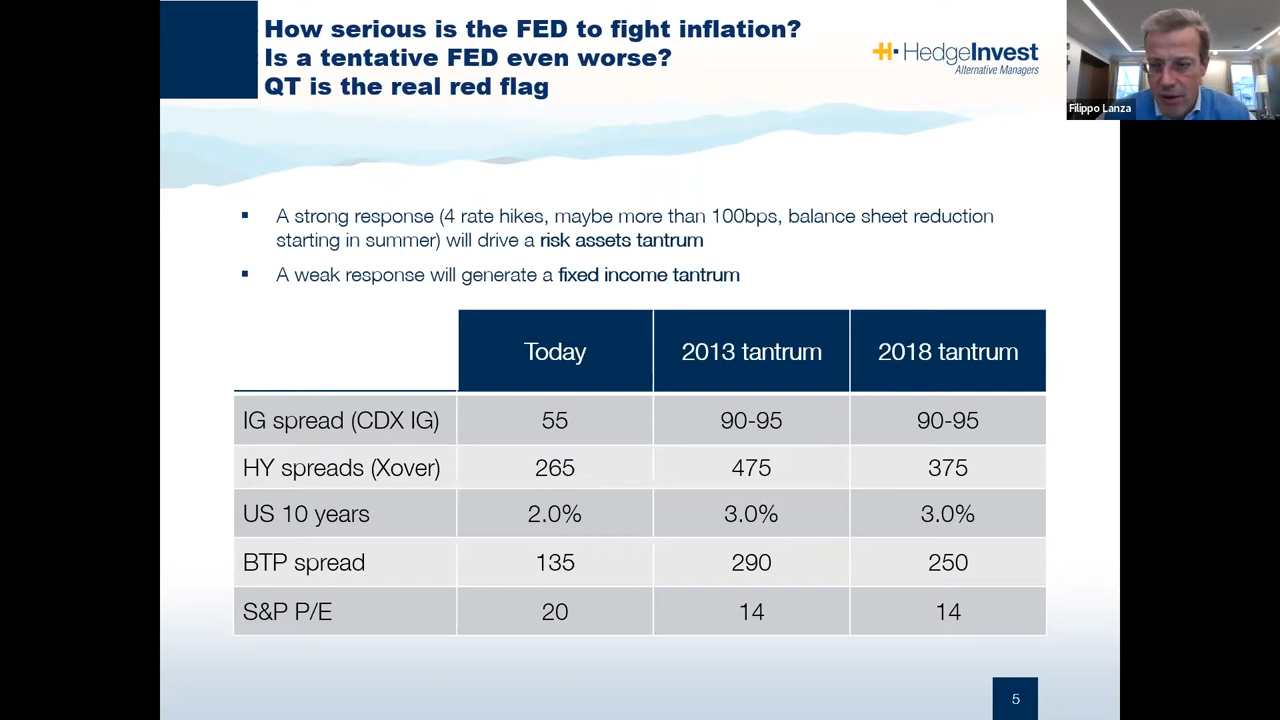 How serious is the FED to fight inflation?
Is a tentative FED even worse?
QT is the real red flag
HedgeInvest
Alternative Managers
Filippo Lanza
▪ A strong response (4 rate hikes, maybe more than 100bps, balance sheet reduction
starting in summer) will drive a risk assets tantrum
▪ A weak response will generate a fixed income tantrum
Today 2013 tantrum 2018 tantrum
IG spread (CDX IG) 55 90-95 90-95
HY spreads (Xover) 265 475 375
US 10 years 2.0% 3.0% 3.0%
BTP spread 135 290 250
S&P P/E 20 14 14
5